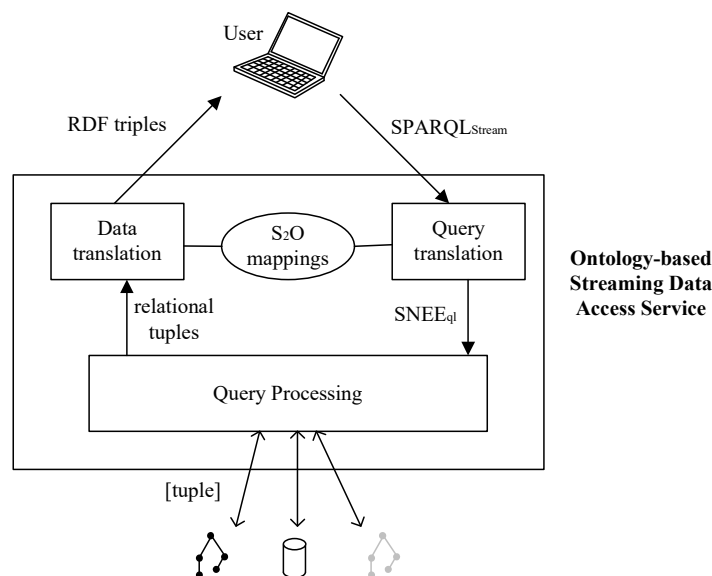 User
RDF triples
SPARQLStream
Data
translation
S2O
mappings
Query
translation
Ontology-based
Streaming Data
Access Service
relational
tuples
SNEEql
Query Processing
[tuple]